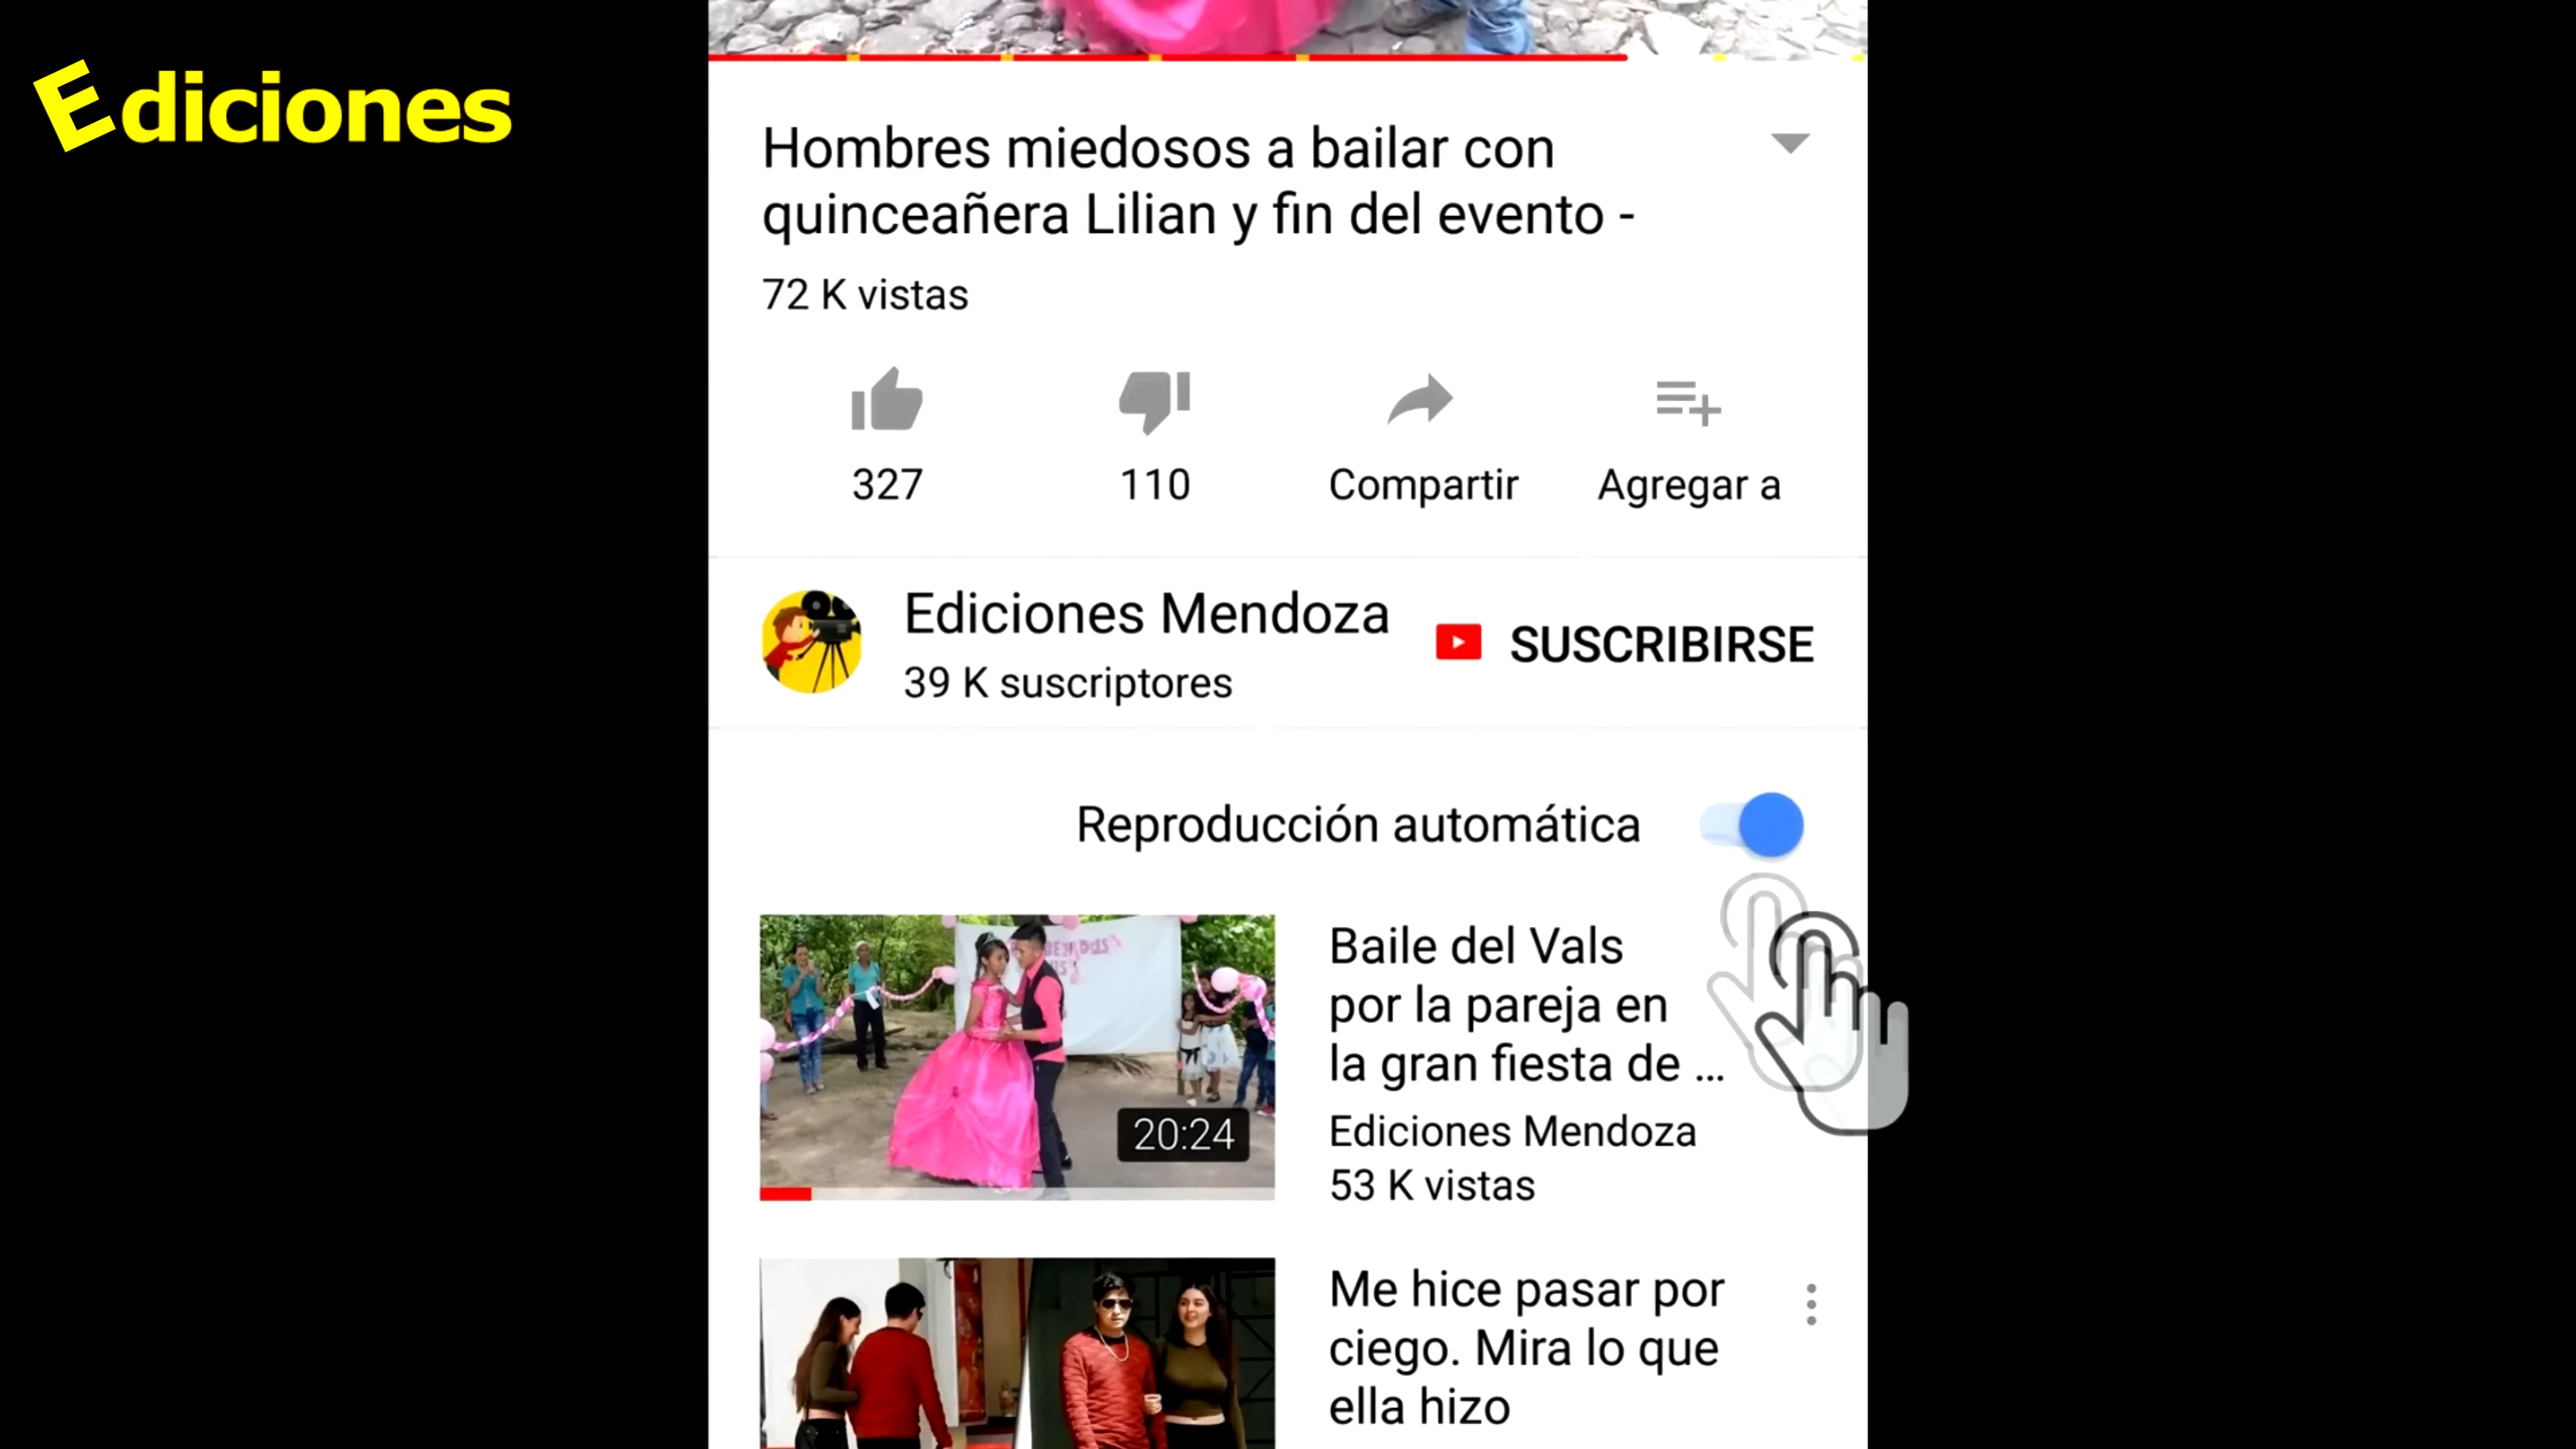 Ediciones
Hombres miedosos a bailar con
quinceañera Lilian y fin del evento -
72 K vistas
327
110
Compartir
Agregar a
Ediciones Mendoza
39 K suscriptores
SUSCRIBIRSE
Reproducción automática
20:24
Baile del Vals
por la pareja en
la gran fiesta de ...
Ediciones Mendoza
53 K vistas
Me hice pasar por
ciego. Mira lo que
ella hizo